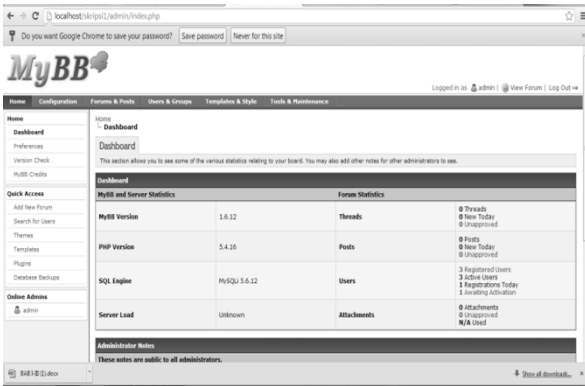 localhost/skripsi1/admin/index.php
Do you want Google Chrome to save your password? Save password Never for this site
MyBB
Logged in as admin | View Forum | Log Out
Home Configuration Forums & Posts Users & Groups Templates & Style Tools & Maintenance
Home
Dashboard
Preferences
Version Check
MyBB Credits
Quick Access
Add New Forum
Search for Users
Themes
Templates
Plugins
Database Backups
Online Admins
admin
Home
Dashboard
Dashboard
This section allows you to see some of the various statistics relating to your board. You may also add other notes for other administrators to see.
Dashboard
MyBB and Server Statistics Forum Statistics
MyBB Version 1.6.12 Threads
0 Threads
0 New Today
0 Unapproved
PHP Version 5.4.16 Posts
0 Posts
0 New Today
0 Unapproved
SQL Engine MySQLi 5.6.12 Users
3 Registered Users
3 Active Users
1 Registrations Today
1 Awaiting Activation
Server Load Unknown Attachments
0 Attachments
0 Unapproved
N/A Used
Administrator Notes
These notes are public to all administrators.
Show all downloads...